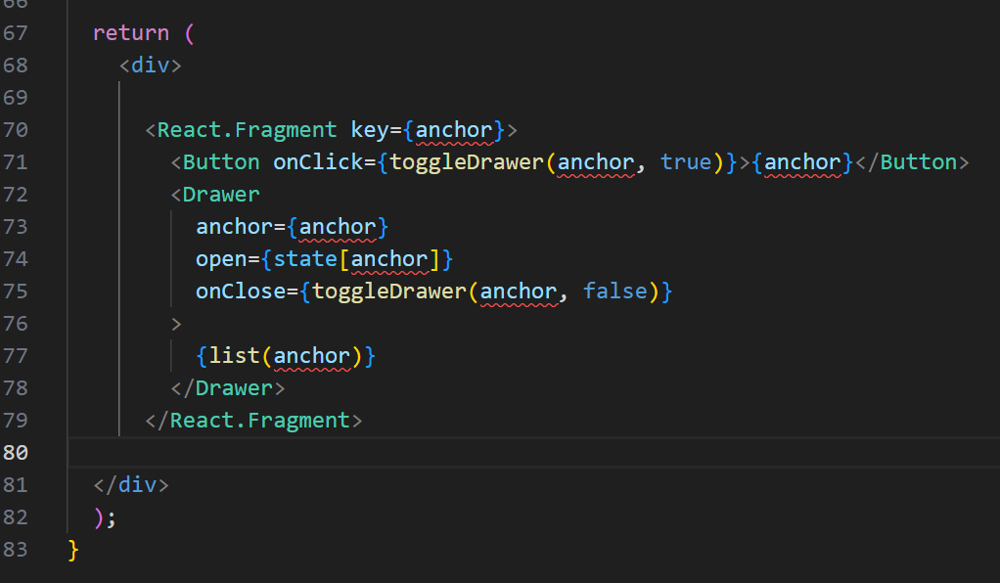 66
67 return (
68 <div>
69
70 <React.Fragment key={anchor}>
71 <Button onClick={toggleDrawer(anchor, true)}>{anchor}</Button>
72 <Drawer
73 anchor={anchor}
74 open={state[anchor]}
75 onClose={toggleDrawer(anchor, false)}
76 >
77 {list(anchor)}
78 </Drawer>
79 </React.Fragment>
80
81 </div>
82 );
83 }